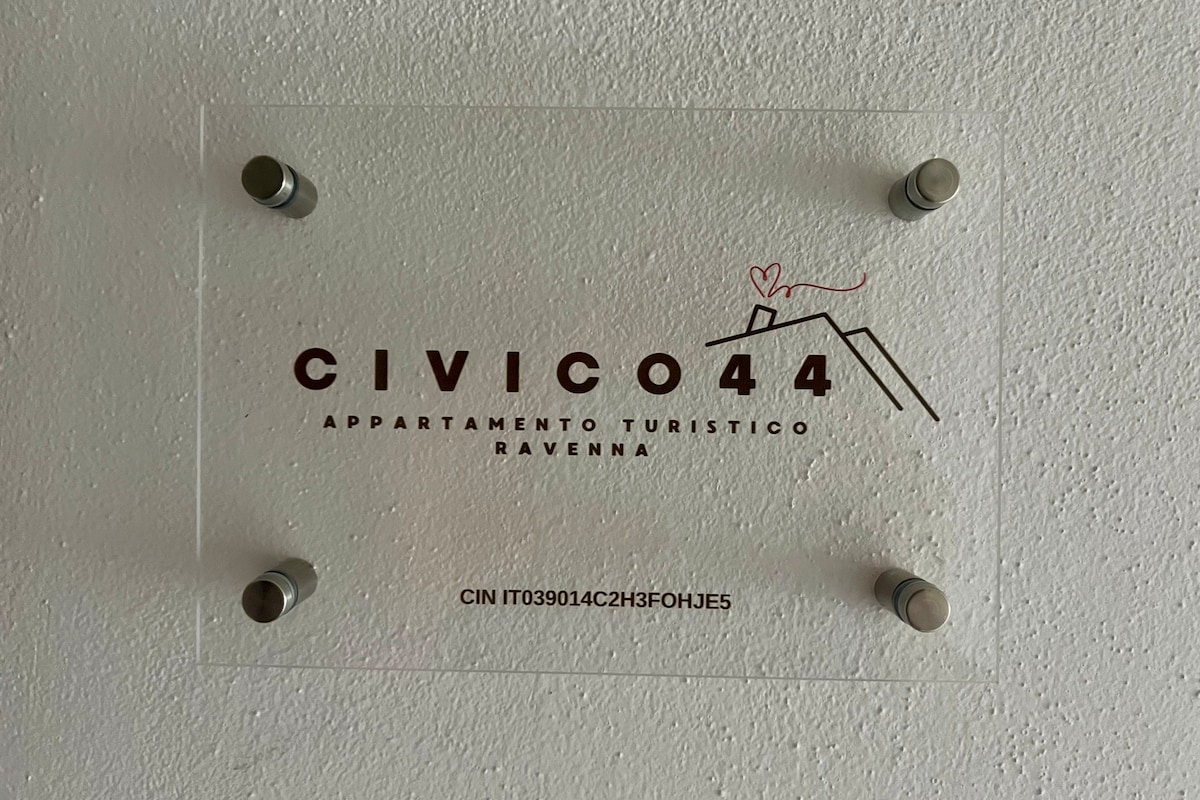 CIVICO44
APPARTAMENTO TURISTICO
RAVENNA
CIN IT039014C2H3FOHJE5